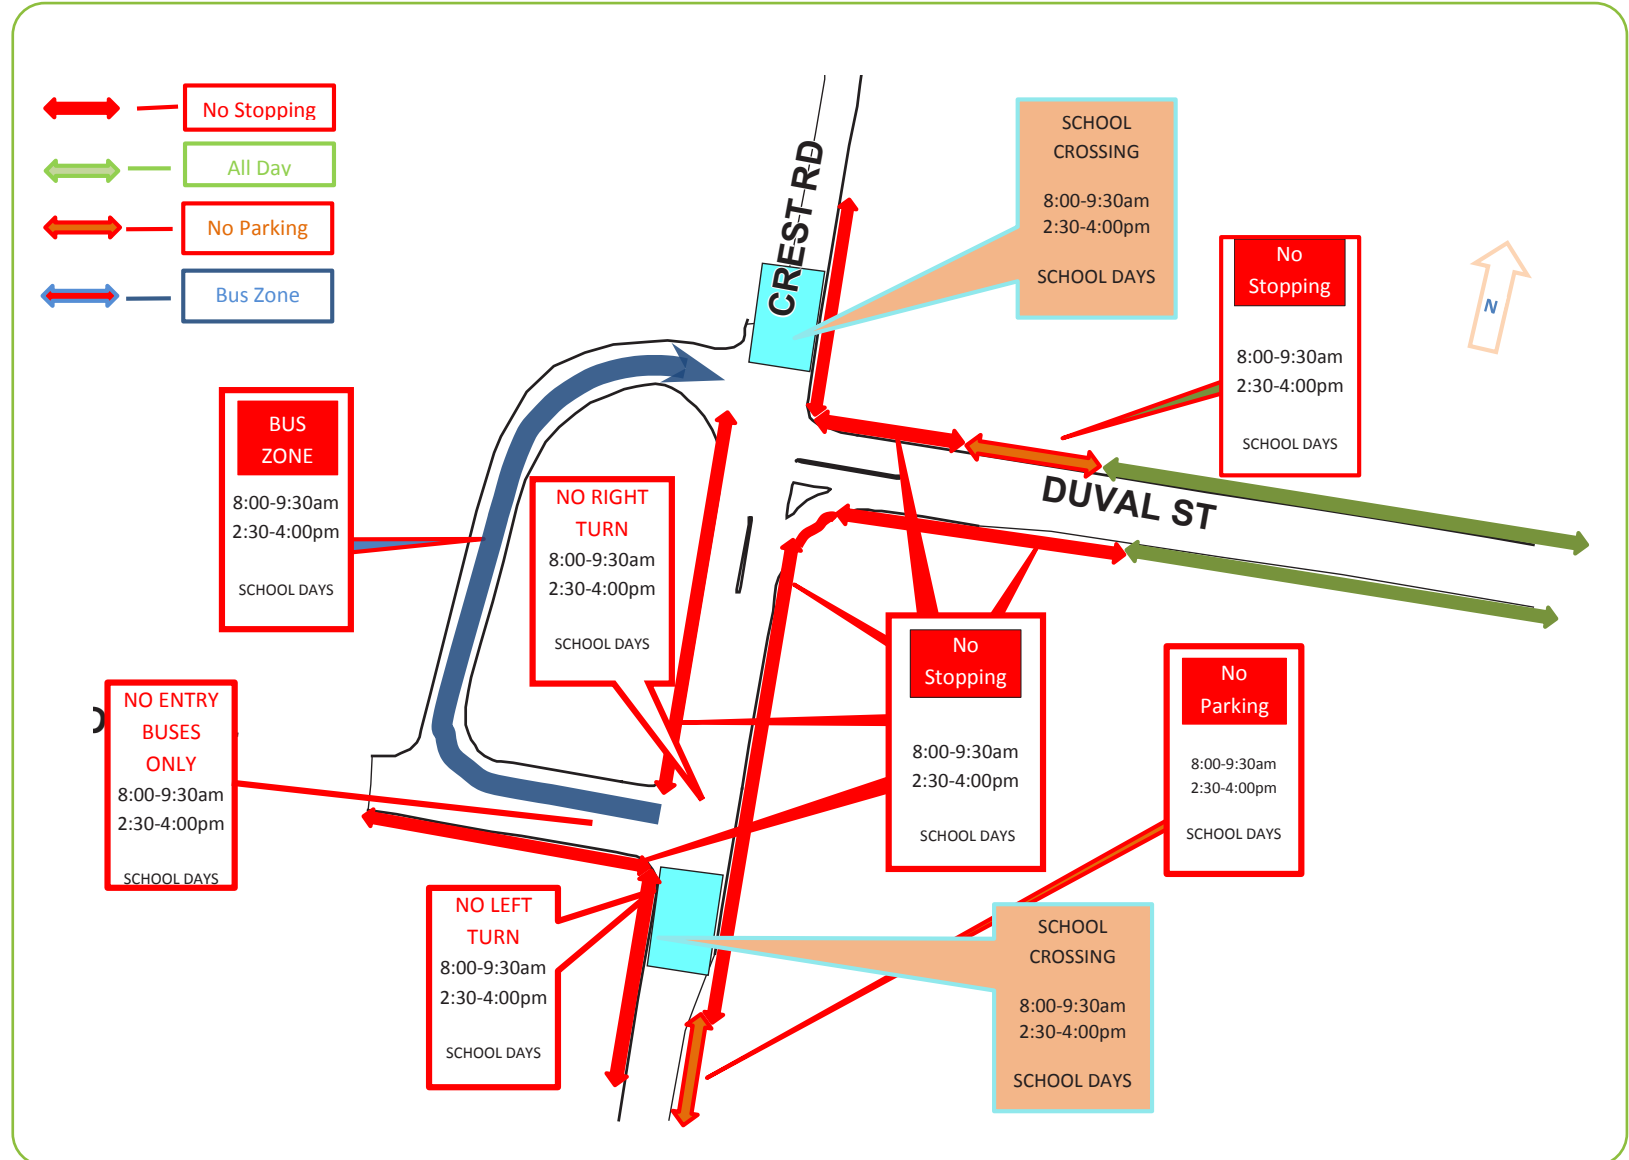 No Stopping
All Day
No Parking
Bus Zone
CREST RD
SCHOOL
CROSSING
8:00-9:30am
2:30-4:00pm
SCHOOL DAYS
No
Stopping
8:00-9:30am
2:30-4:00pm
SCHOOL DAYS
N
BUS
ZONE
8:00-9:30am
2:30-4:00pm
SCHOOL DAYS
NO RIGHT
TURN
8:00-9:30am
2:30-4:00pm
SCHOOL DAYS
DUVAL ST
No
Stopping
8:00-9:30am
2:30-4:00pm
SCHOOL DAYS
No
Parking
8:00-9:30am
2:30-4:00pm
SCHOOL DAYS
NO ENTRY
BUSES
ONLY
8:00-9:30am
2:30-4:00pm
SCHOOL DAYS
NO LEFT
TURN
8:00-9:30am
2:30-4:00pm
SCHOOL DAYS
SCHOOL
CROSSING
8:00-9:30am
2:30-4:00pm
SCHOOL DAYS